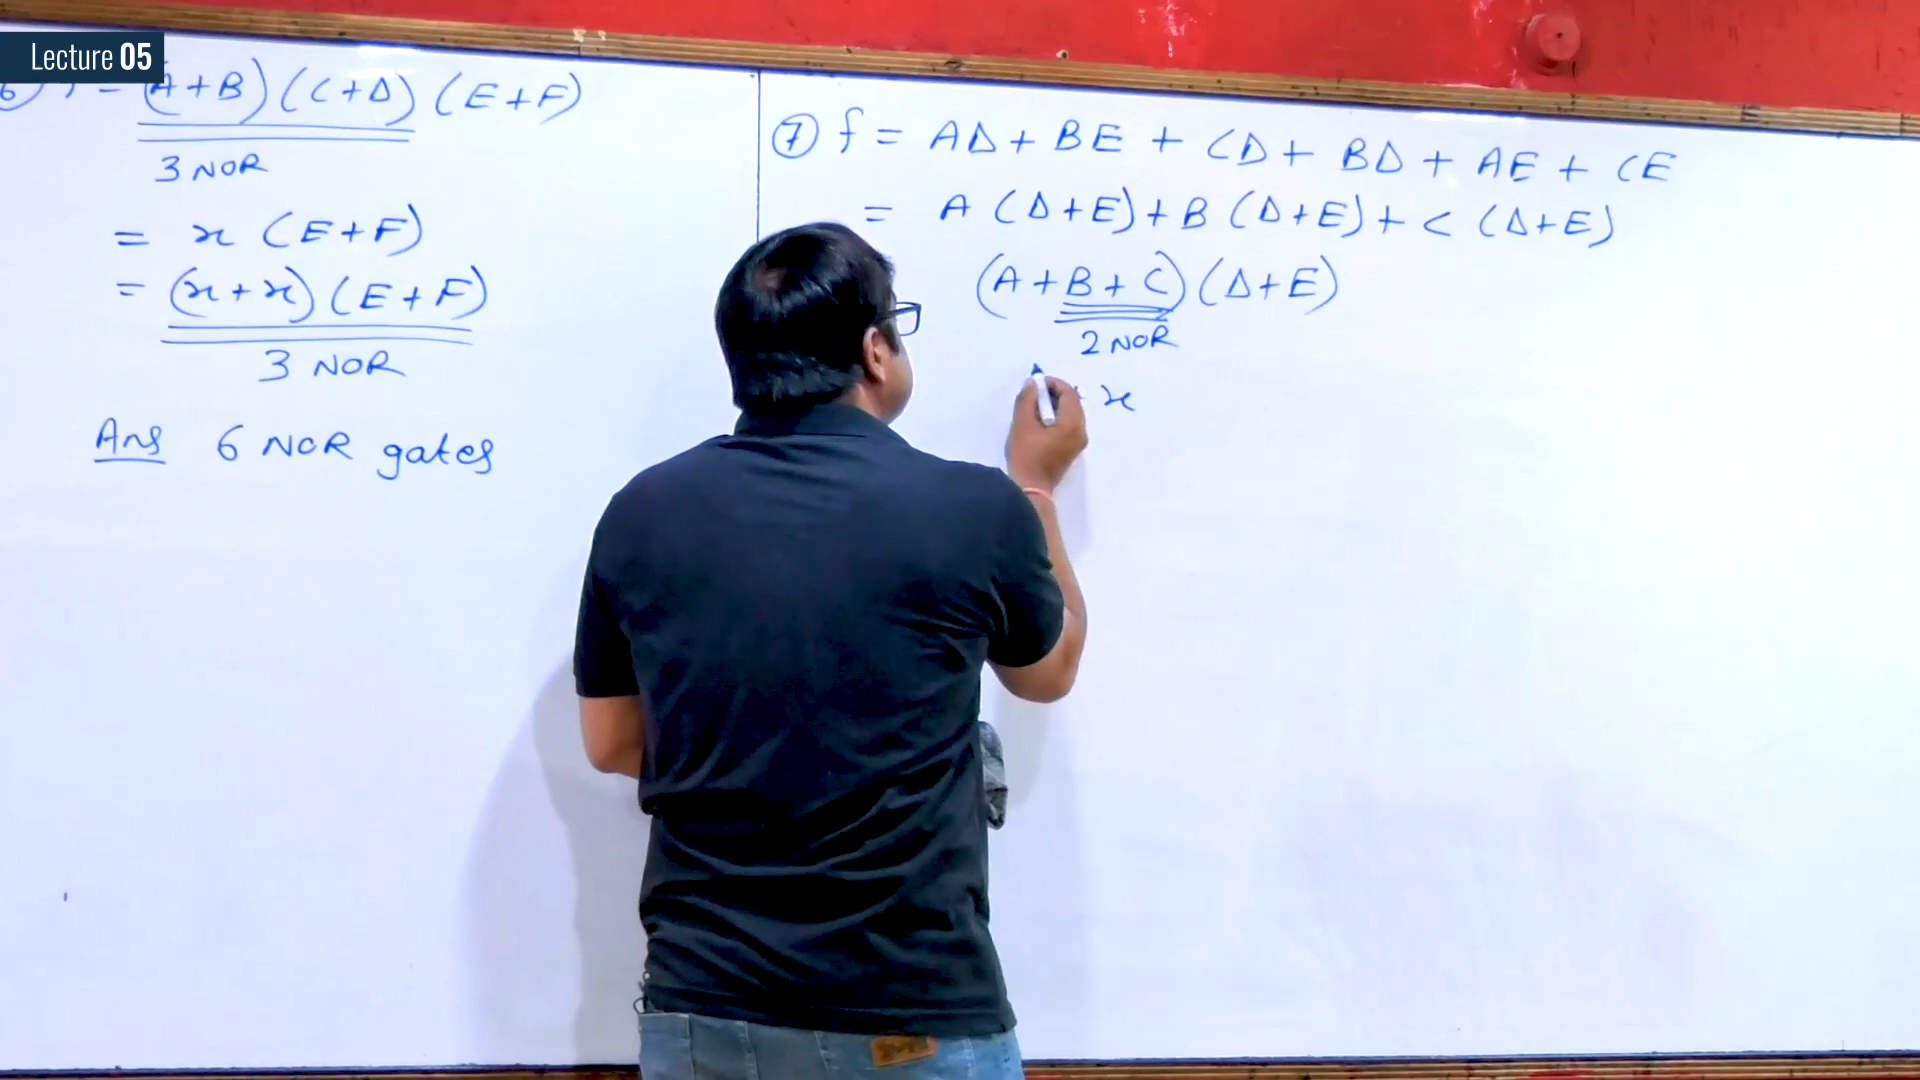 Lecture 05
(A+B)(C+D)(E+F)
3 NOR
= x (E+F)
= (x+x)(E+F)
3 NOR
Ans 6 NOR gates
⑦ f = AD + BE + CD + BD + AE + CE
= A (D+E) + B (D+E) + C (D+E)
(A+B+C)(D+E)
2 NOR
x